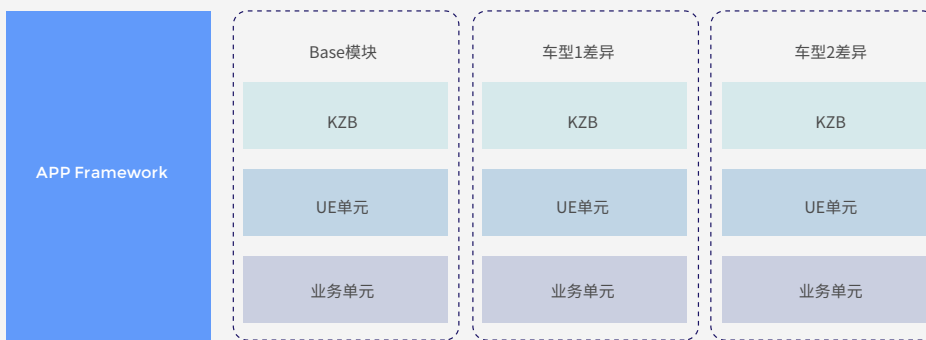 APP Framework
Base模块
KZB
UE单元
业务单元
车型1差异
KZB
UE单元
业务单元
车型2差异
KZB
UE单元
业务单元